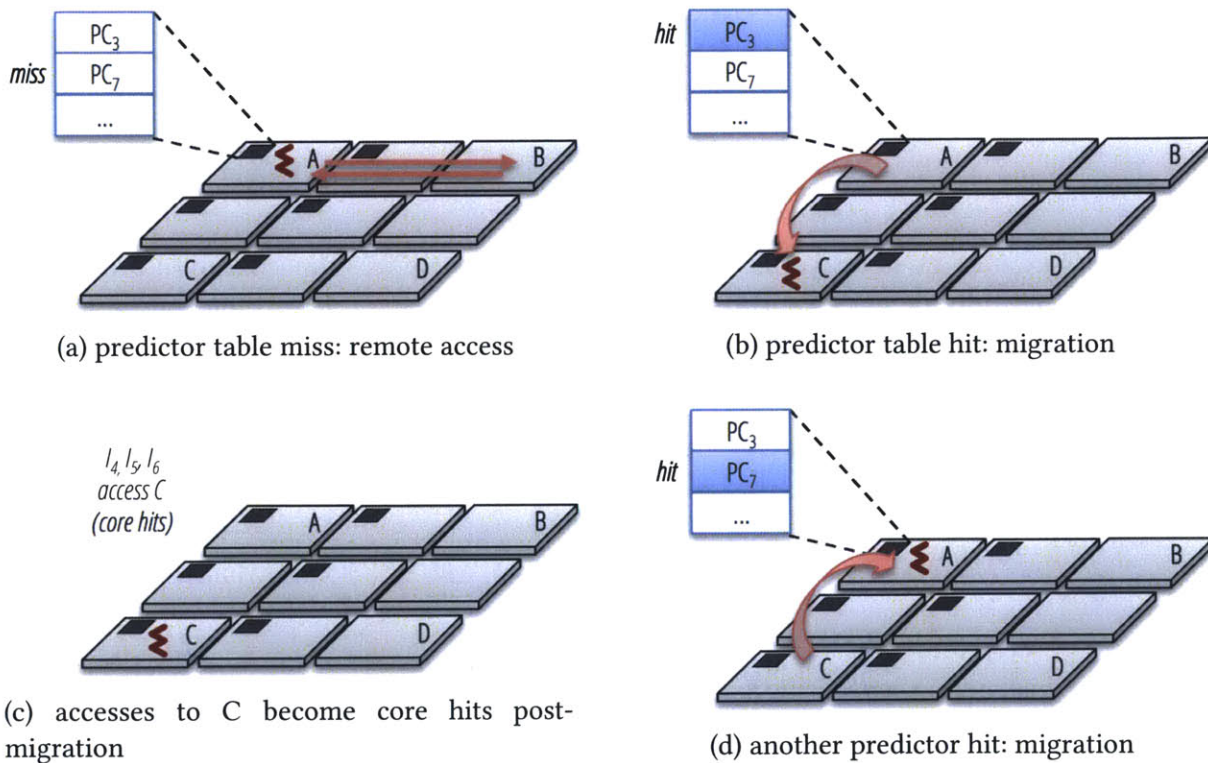 PC₃
miss
PC₇
...
A
B
C
D
(a) predictor table miss: remote access
hit
PC₃
PC₇
...
A
B
C
D
(b) predictor table hit: migration
I₄, I₅, I₆
access C
(core hits)
A
B
C
D
(c) accesses to C become core hits post-
migration
PC₃
hit
PC₇
...
A
B
C
D
(d) another predictor hit: migration